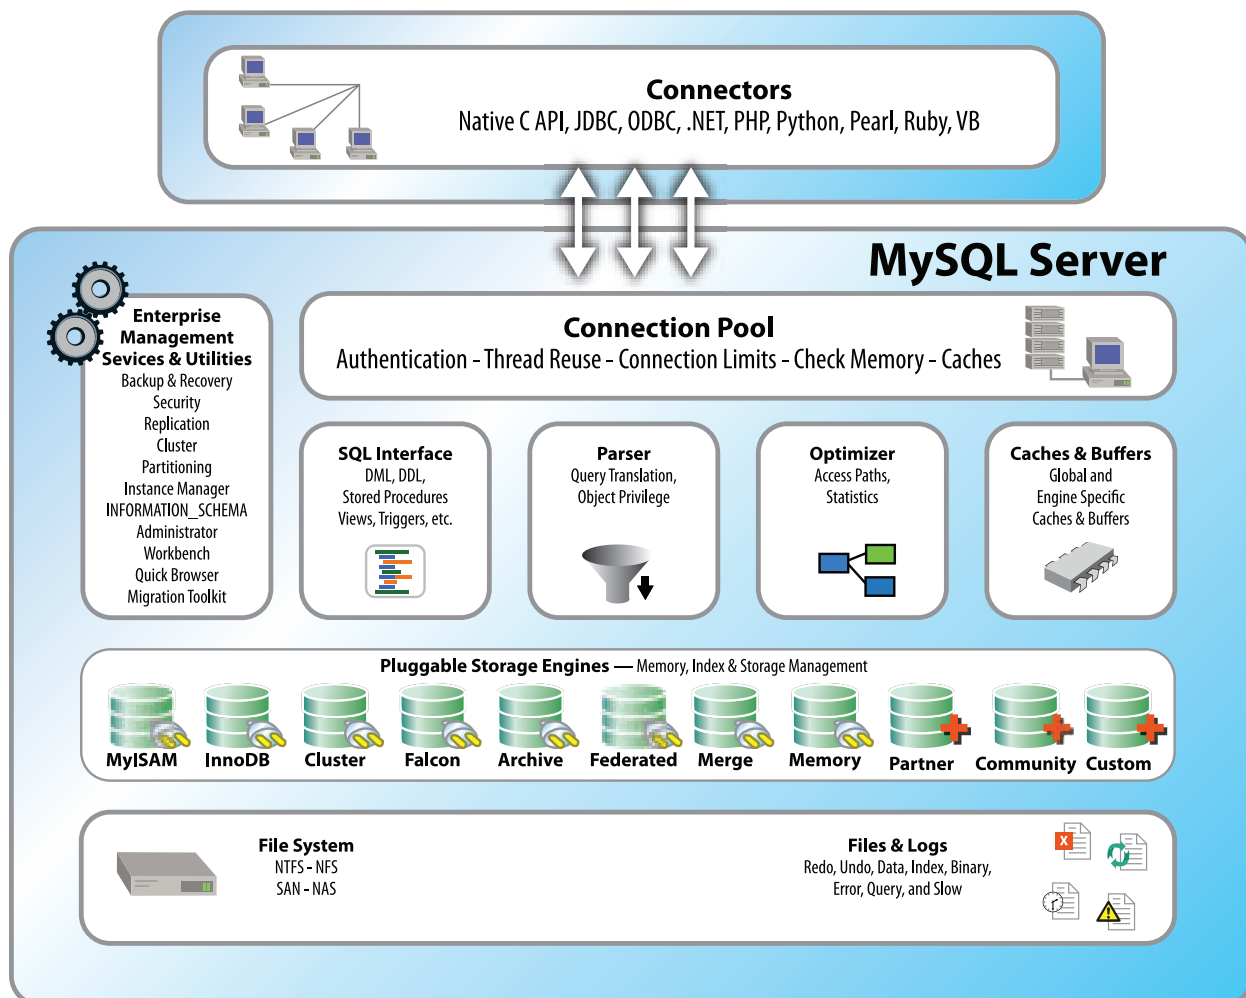 Connectors
Native C API, JDBC, ODBC, .NET, PHP, Python, Pearl, Ruby, VB
MySQL Server
Enterprise
Management
Sevices & Utilities
Backup & Recovery
Security
Replication
Cluster
Partitioning
Instance Manager
INFORMATION_SCHEMA
Administrator
Workbench
Quick Browser
Migration Toolkit
Connection Pool
Authentication - Thread Reuse - Connection Limits - Check Memory - Caches
SQL Interface
DML, DDL,
Stored Procedures
Views, Triggers, etc.
Parser
Query Translation,
Object Privilege
Optimizer
Access Paths,
Statistics
Caches & Buffers
Global and
Engine Specific
Caches & Buffers
Pluggable Storage Engines — Memory, Index & Storage Management
MyISAM InnoDB Cluster Falcon Archive Federated Merge Memory Partner Community Custom
File System
NTFS - NFS
SAN - NAS
Files & Logs
Redo, Undo, Data, Index, Binary,
Error, Query, and Slow
X